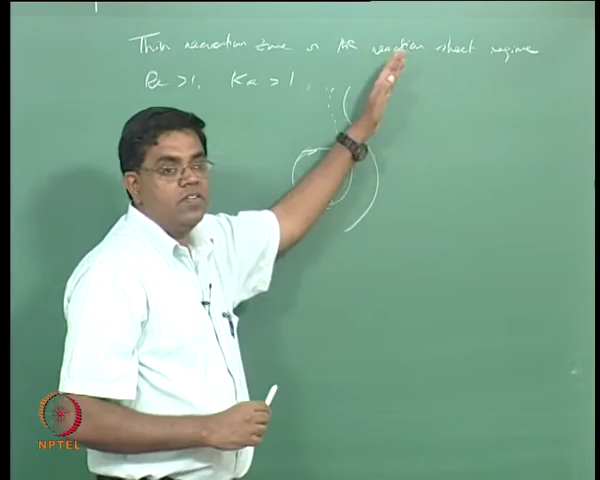 Thin reaction zone or the reaction sheet regime
Re > 1, Ka > 1
NPTEL